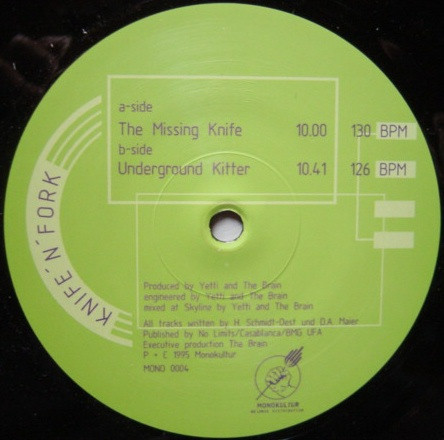 KNIFE'N'FORK
a-side
The Missing Knife 10.00 130 BPM
b-side
Underground Kitter 10.41 126 BPM
Produced by Yetti and The Brain
engineered by Yetti and The Brain
mixed at Skyline by Yetti and The Brain
All tracks written by H. Schmidt-Oest und D.A. Maier
Published by No Limits/Casablanca/BMG UFA
Executive production The Brain
P + C 1995 Monokultur
MONO 0004
MONOKULTUR